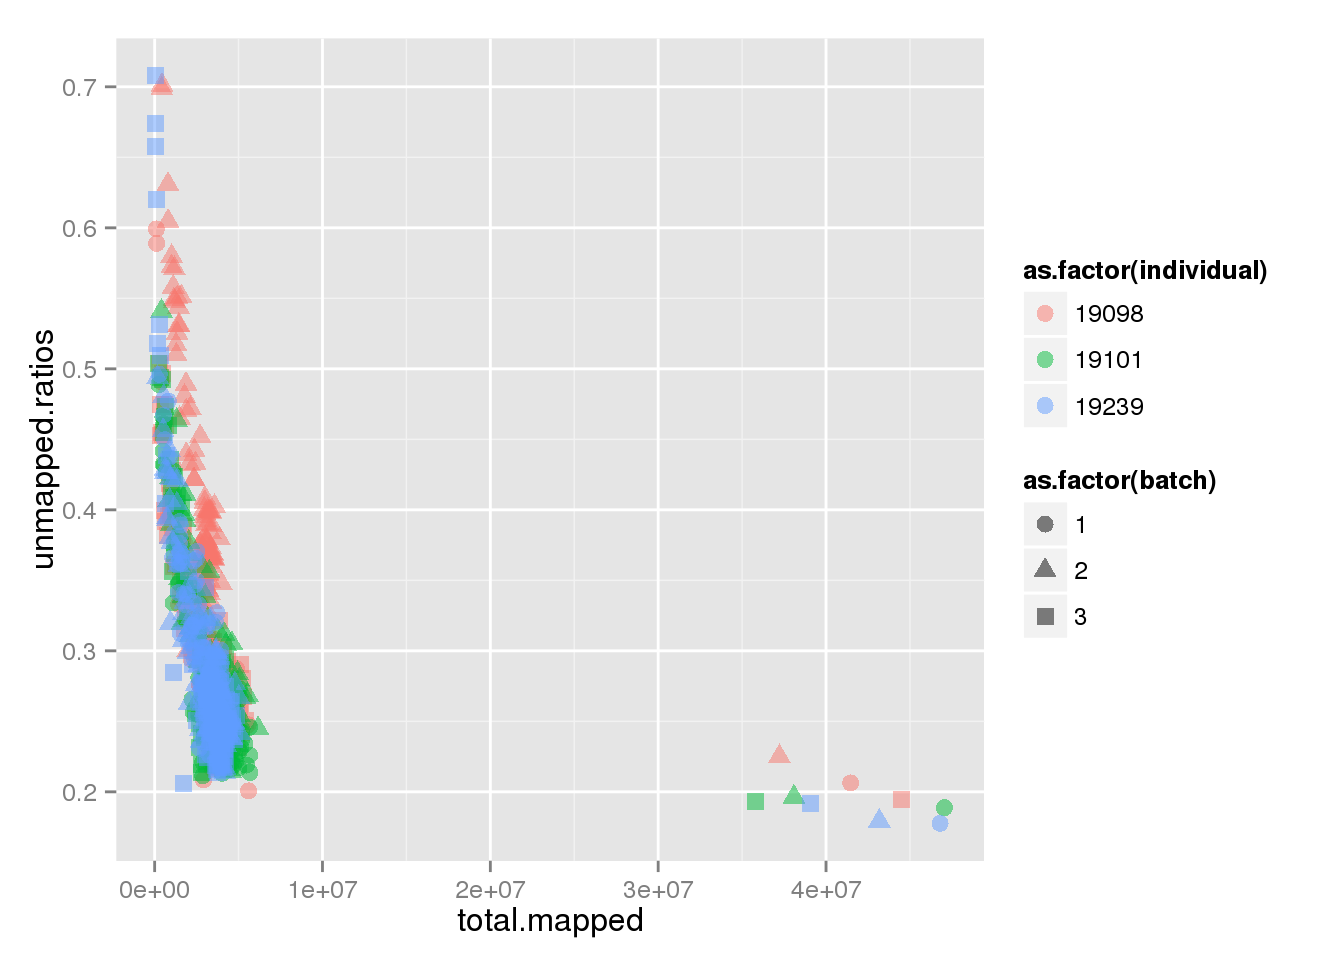 0.7
0.6
0.5
0.4
0.3
0.2
unmapped.ratios
0e+00 1e+07 2e+07 3e+07 4e+07
total.mapped
as.factor(individual)
19098
19101
19239
as.factor(batch)
1
2
3